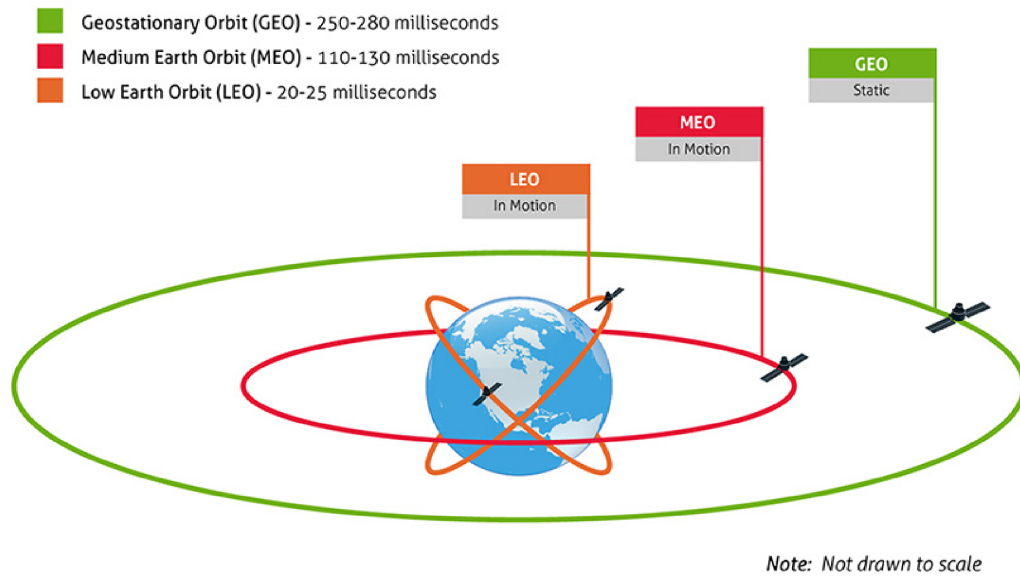 Geostationary Orbit (GEO) - 250-280 milliseconds
Medium Earth Orbit (MEO) - 110-130 milliseconds
Low Earth Orbit (LEO) - 20-25 milliseconds
GEO
Static
MEO
In Motion
LEO
In Motion
Note: Not drawn to scale